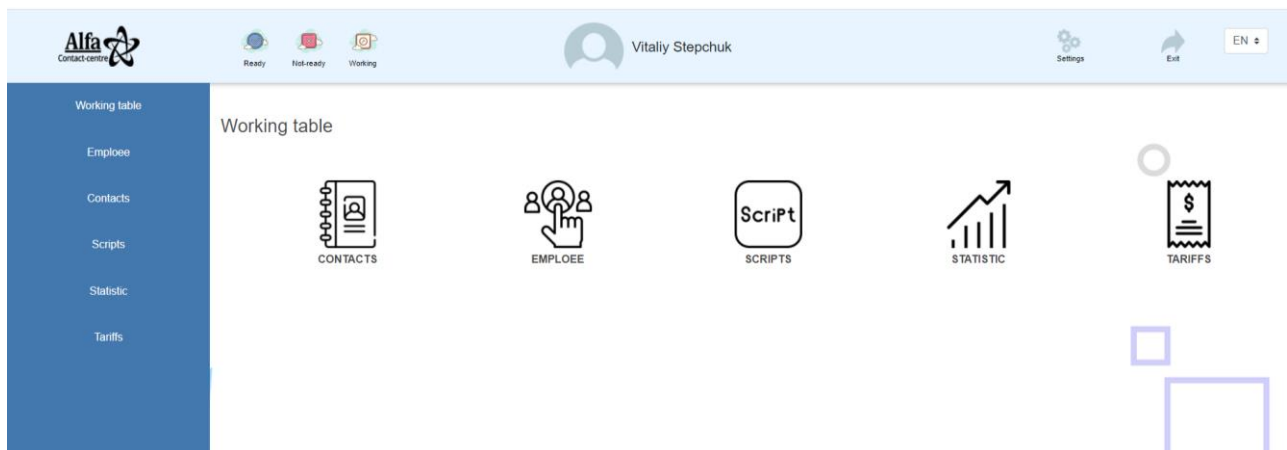 Alfa
Contact-centre
Ready Not-ready Working
Vitaliy Stepchuk
Settings Exit EN
Working table
Emploee
Contacts
Scripts
Statistic
Tariffs
Working table
ScriPt
$
CONTACTS EMPLOEE SCRIPTS STATISTIC TARIFFS